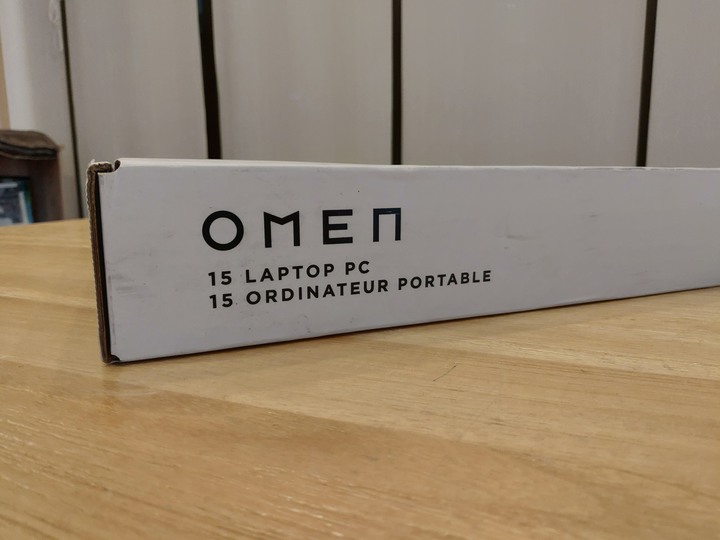 OMEN
15 LAPTOP PC
15 ORDINATEUR PORTABLE